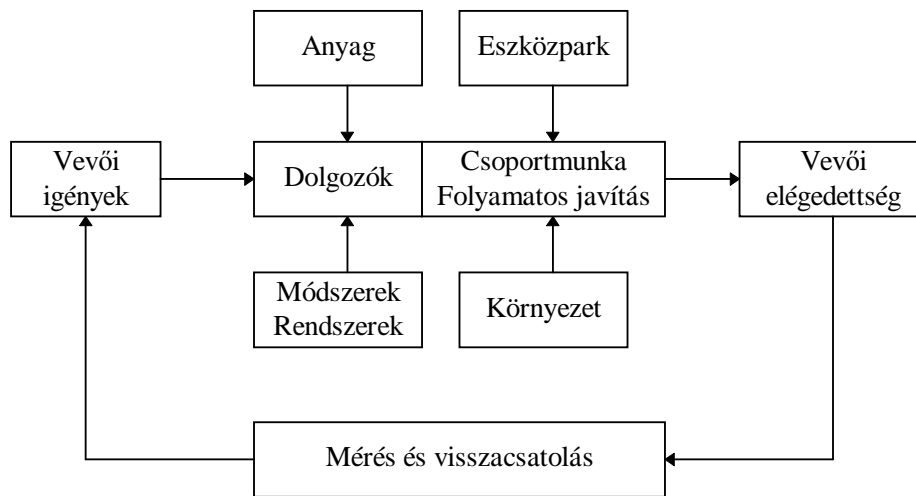 Anyag
Eszközpark
Vevői
igények
Dolgozók
Csoportmunka
Folyamatos javítás
Vevői
elégedettség
Módszerek
Rendszerek
Környezet
Mérés és visszacsatolás